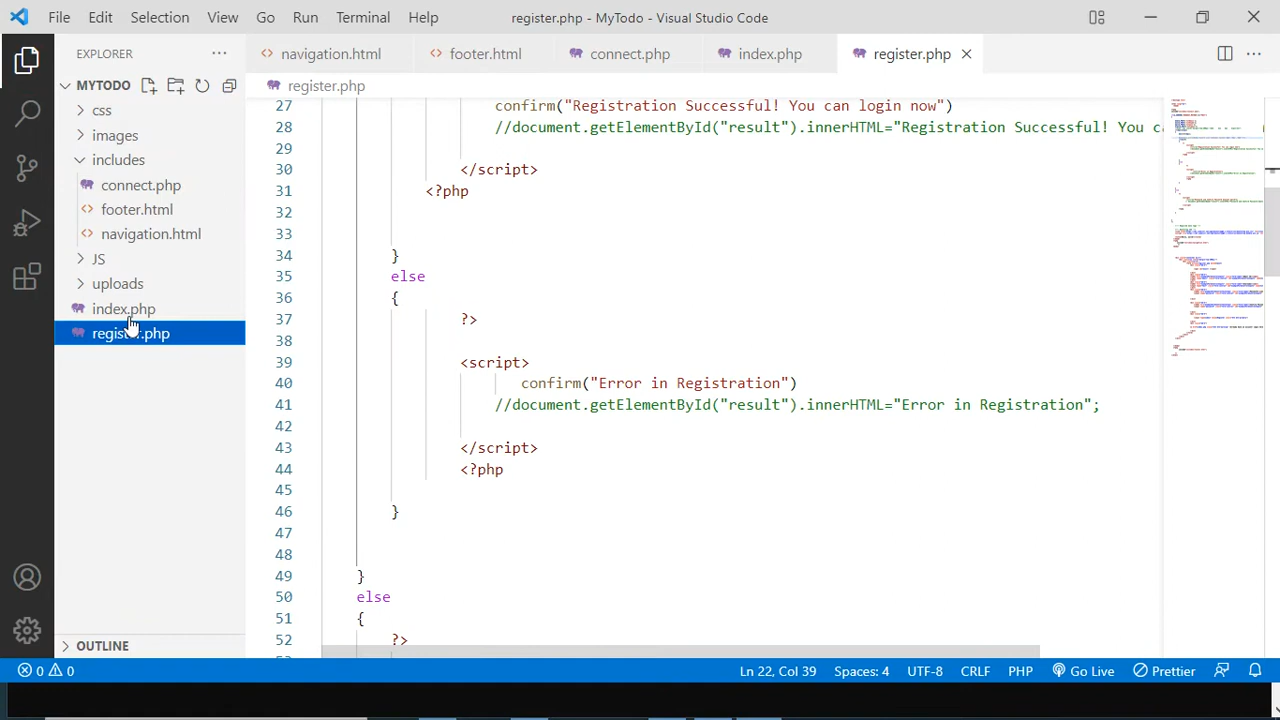 File Edit Selection View Go Run Terminal Help register.php - MyTodo - Visual Studio Code
EXPLORER
navigation.html footer.html connect.php index.php register.php
MYTODO
register.php
css
images
includes
connect.php
footer.html
navigation.html
JS
uploads
index.php
register.php
OUTLINE
27 confirm("Registration Successful! You can login now")
28 //document.getElementById("result").innerHTML="Registration Successful! You ca
29
30 </script>
31 <?php
32
33
34 }
35 else
36 {
37 ?>
38
39 <script>
40 confirm("Error in Registration")
41 //document.getElementById("result").innerHTML="Error in Registration";
42
43 </script>
44 <?php
45
46 }
47
48
49 }
50 else
51 {
52 ?>
0 0 Ln 22, Col 39 Spaces: 4 UTF-8 CRLF PHP Go Live Prettier